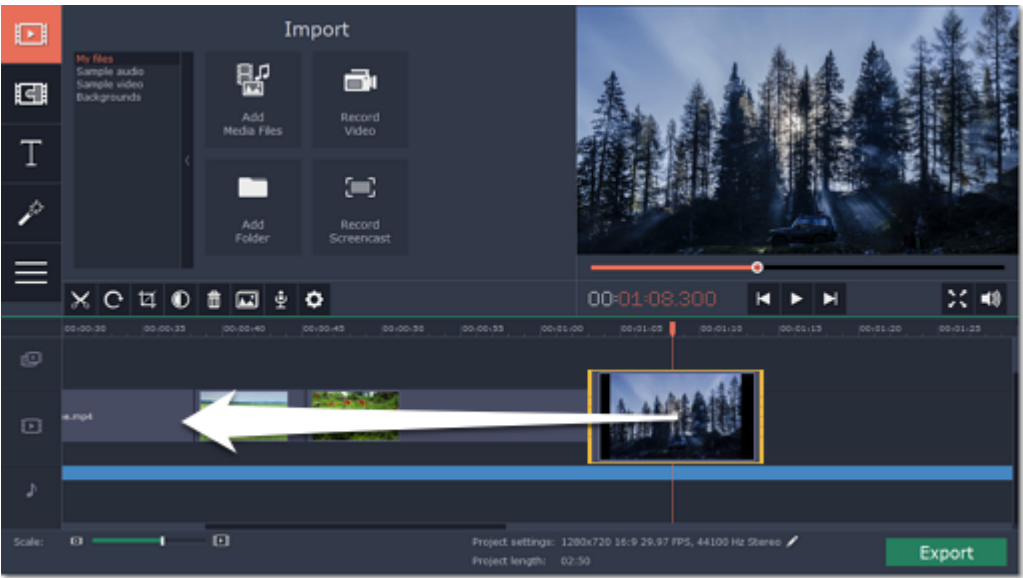 Import
My files
Sample audio
Sample video
Backgrounds
Add
Media Files
Record
Video
Add
Folder
Record
Screencast
T
00:01:08.300
00:00:30 00:00:35 00:00:40 00:00:45 00:00:50 00:00:55 00:01:00 00:01:05 00:01:10 00:01:15 00:01:20 00:01:25
e.mp4
Scale:
Project settings: 1280x720 16:9 29.97 FPS, 44100 Hz Stereo
Project length: 02:50
Export